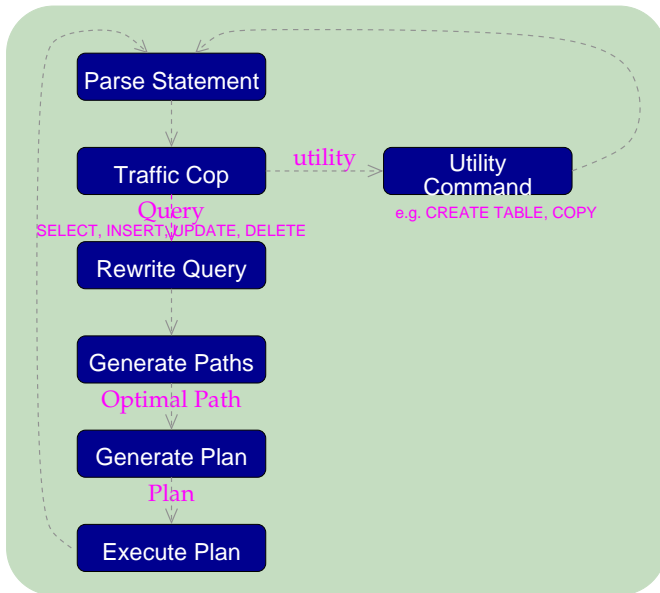 Parse Statement
Traffic Cop
utility
Utility
Command
Query
SELECT, INSERT, UPDATE, DELETE
e.g. CREATE TABLE, COPY
Rewrite Query
Generate Paths
Optimal Path
Generate Plan
Plan
Execute Plan